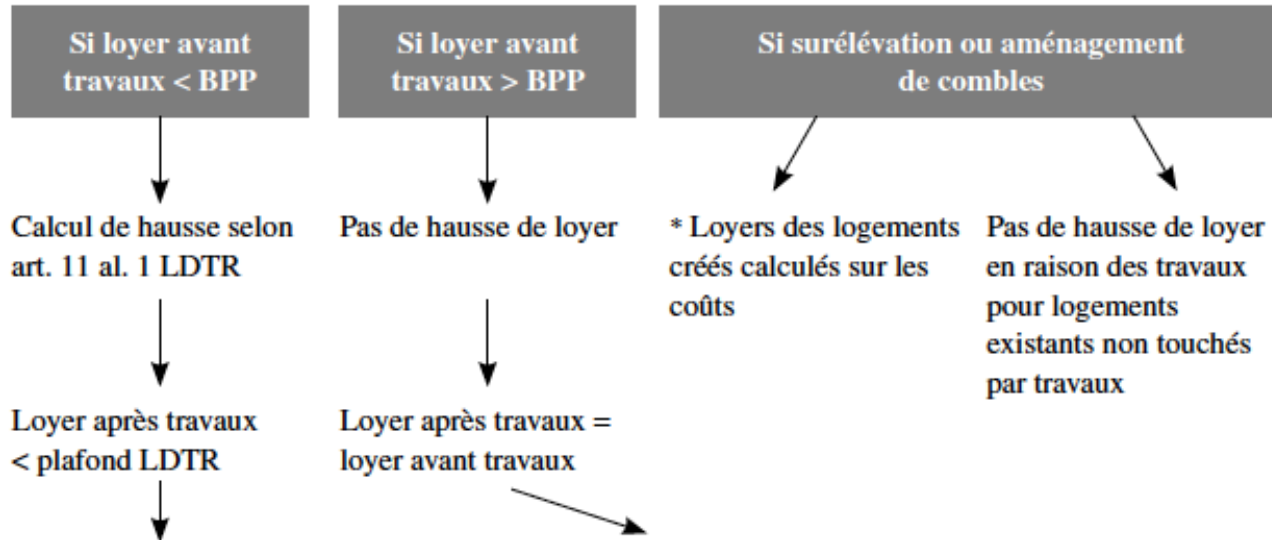 Si loyer avant
travaux < BPP
Si loyer avant
travaux > BPP
Si surélévation ou aménagement
de combles
Calcul de hausse selon
art. 11 al. 1 LDTR
Pas de hausse de loyer
* Loyers des logements
créés calculés sur les
coûts
Pas de hausse de loyer
en raison des travaux
pour logements
existants non touchés
par travaux
Loyer après travaux
< plafond LDTR
Loyer après travaux =
loyer avant travaux